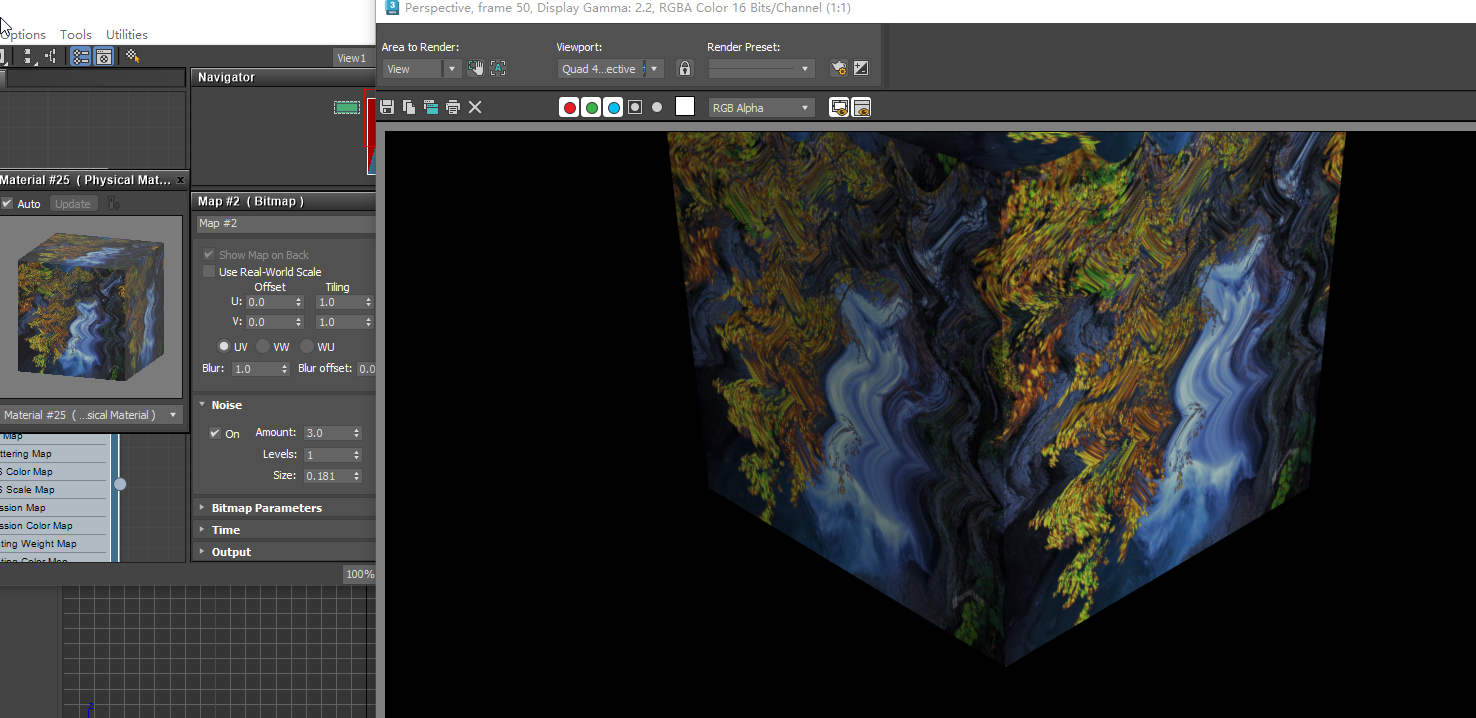 Perspective, frame 50, Display Gamma: 2.2, RGBA Color 16 Bits/Channel (1:1)
Options Tools Utilities
View1
Navigator
Area to Render:
View
Viewport:
Quad 4...ective
Render Preset:
RGB Alpha
Material #25 ( Physical Mat... x
Auto Update
Material #25 ( ...sical Material )
Map
ttering Map
S Color Map
S Scale Map
ssion Map
ssion Color Map
ting Weight Map
ting Color Map
Map #2 ( Bitmap )
Map #2
Show Map on Back
Use Real-World Scale
Offset Tiling
U: 0.0 1.0
V: 0.0 1.0
UV VW WU
Blur: 1.0 Blur offset: 0.0
Noise
On Amount: 3.0
Levels: 1
Size: 0.181
Bitmap Parameters
Time
Output
100%